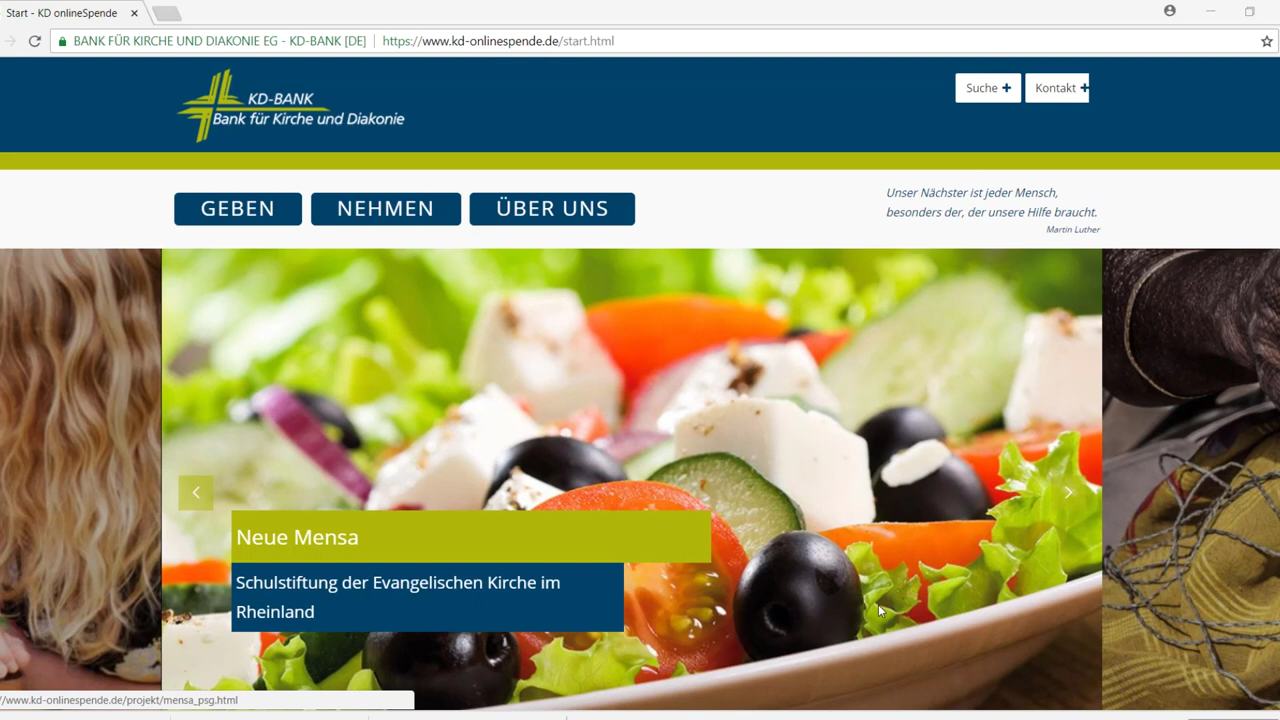 Start - KD onlineSpende
BANK FÜR KIRCHE UND DIAKONIE EG - KD-BANK [DE]
https://www.kd-onlinespende.de/start.html
KD-BANK
Bank für Kirche und Diakonie
Suche +
Kontakt +
GEBEN
NEHMEN
ÜBER UNS
Unser Nächster ist jeder Mensch,
besonders der, der unsere Hilfe braucht.
Martin Luther
Neue Mensa
Schulstiftung der Evangelischen Kirche im
Rheinland
//www.kd-onlinespende.de/projekt/mensa_psg.html